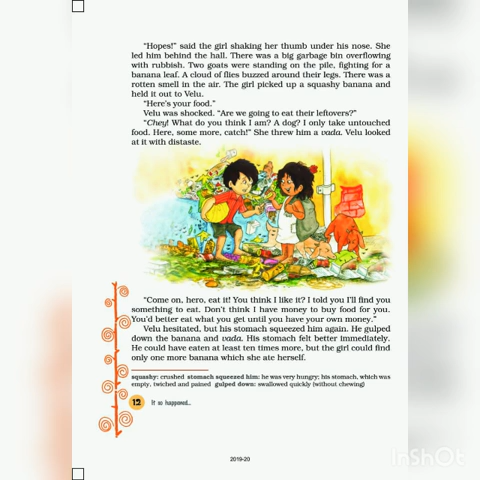 "Hopes!" said the girl shaking her thumb under his nose. She
led him behind the hall. There was a big garbage bin overflowing
with rubbish. Two goats were standing on the pile, fighting for a
banana leaf. A cloud of flies buzzed around their legs. There was a
rotten smell in the air. The girl picked up a squashy banana and
held it out to Velu.
"Here's your food."
Velu was shocked. "Are we going to eat their leftovers?"
"Chey! What do you think I am? A dog? I only take untouched
food. Here, some more, catch!" She threw him a vada. Velu looked
at it with distaste.
"Come on, hero, eat it! You think I like it? I told you I'll find you
something to eat. Don't think I have money to buy food for you.
You'd better eat what you get until you have your own money."
Velu hesitated, but his stomach squeezed him again. He gulped
down the banana and vada. His stomach felt better immediately.
He could have eaten at least ten times more, but the girl could find
only one more banana which she ate herself.
squashy: crushed stomach squeezed him: he was very hungry; his stomach, which was
empty, twiched and pained gulped down: swallowed quickly (without chewing)
12 It so happened...
2019-20
InShOt